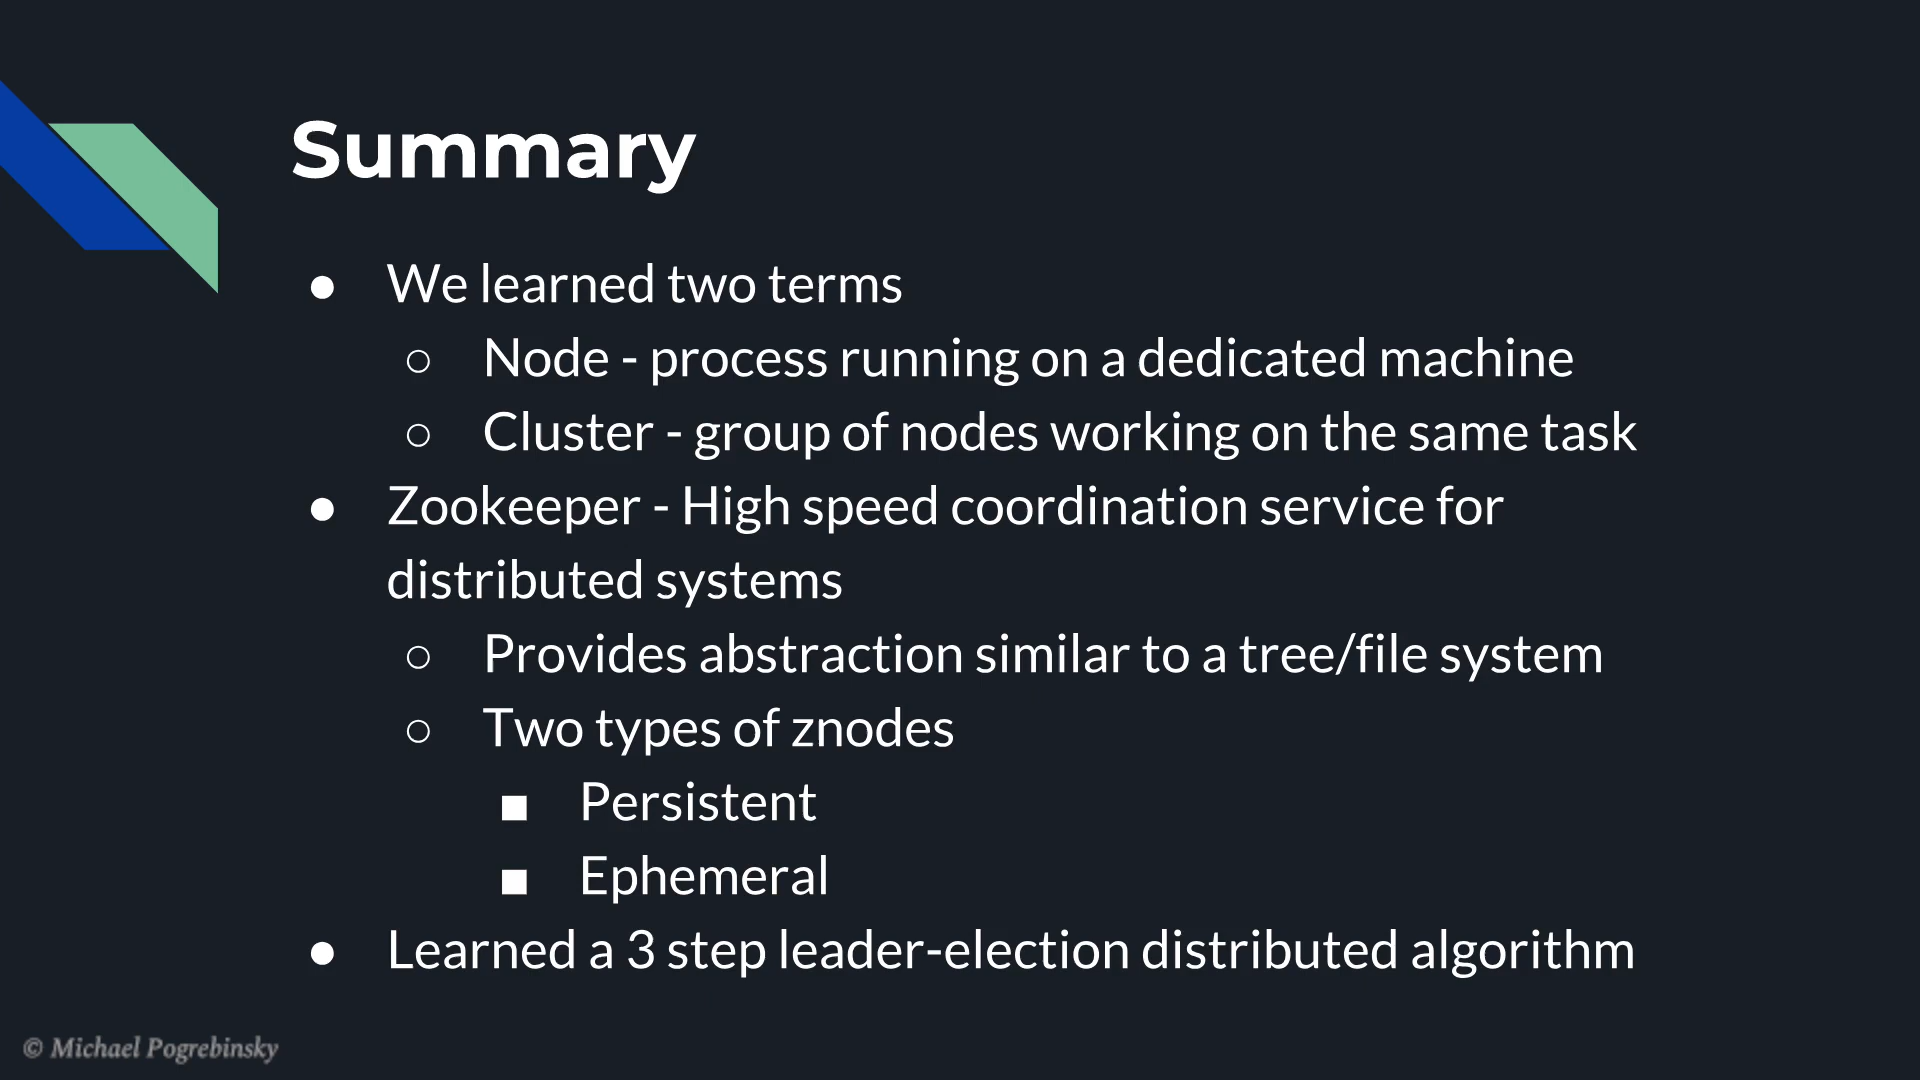 Summary
● We learned two terms
○ Node - process running on a dedicated machine
○ Cluster - group of nodes working on the same task
● Zookeeper - High speed coordination service for
distributed systems
○ Provides abstraction similar to a tree/file system
○ Two types of znodes
■ Persistent
■ Ephemeral
● Learned a 3 step leader-election distributed algorithm
© Michael Pogrebinsky